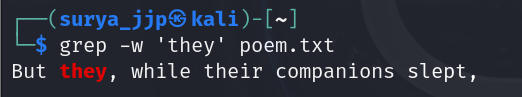 ┌──(surya_jjp㉿kali)-[~]
└─$ grep -w 'they' poem.txt
But they, while their companions slept,